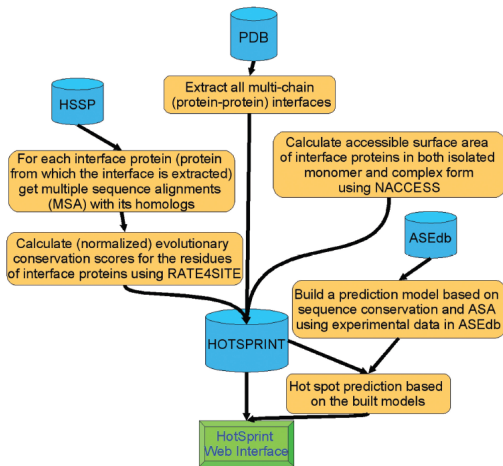 PDB
Extract all multi-chain
(protein-protein) interfaces
HSSP
For each interface protein (protein
from which the interface is extracted)
get multiple sequence alignments
(MSA) with its homologs
Calculate accessible surface area
of interface proteins in both isolated
monomer and complex form
using NACCESS
ASEdb
Calculate (normalized) evolutionary
conservation scores for the residues
of interface proteins using RATE4SITE
Build a prediction model based on
sequence conservation and ASA
using experimental data in ASEdb
HOTSPRINT
Hot spot prediction based
on the built models
HotSprint
Web Interface